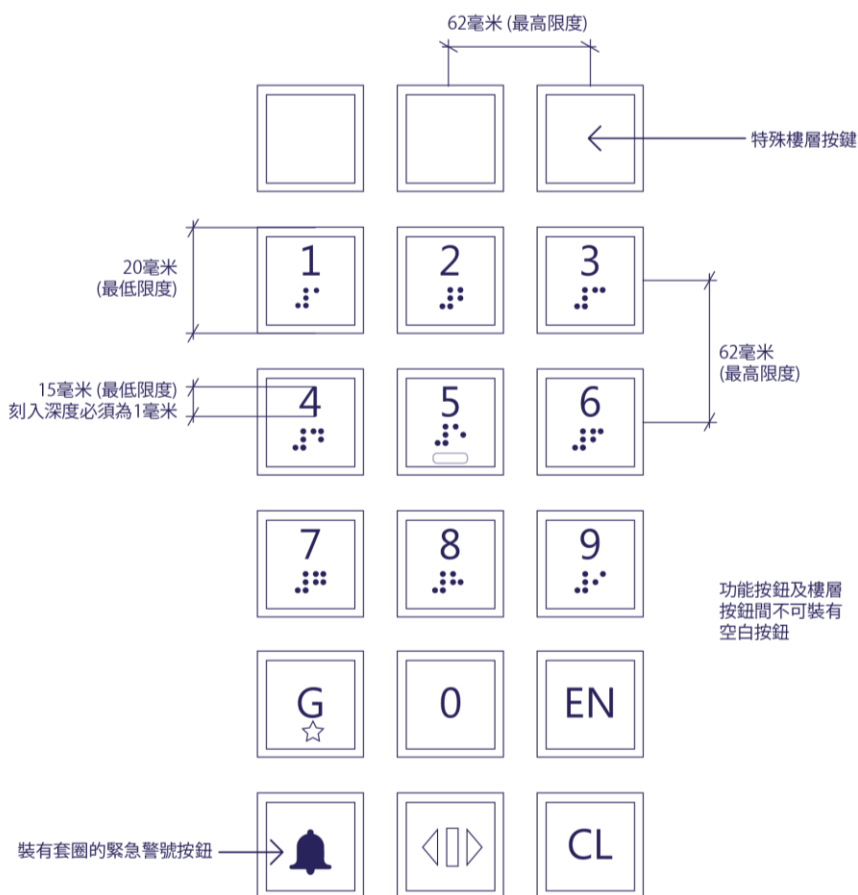 62毫米 (最高限度)
特殊樓層按鍵
20毫米
(最低限度)
1
2
3
62毫米
(最高限度)
15毫米 (最低限度)
刻入深度必須為1毫米
4
5
6
7
8
9
功能按鈕及樓層
按鈕間不可裝有
空白按鈕
G
0
EN
裝有套圈的緊急警號按鈕
CL